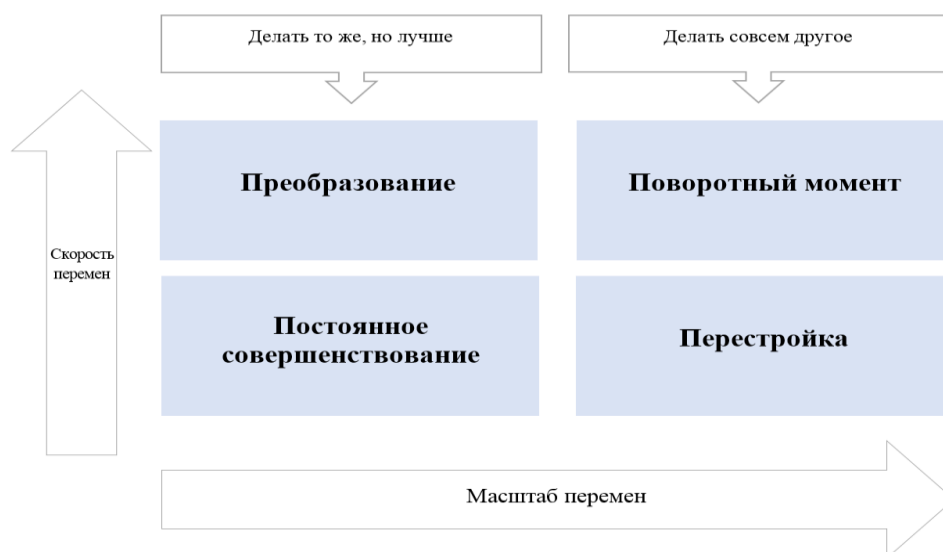 Делать то же, но лучше
Делать совсем другое
Преобразование
Поворотный момент
Скорость
перемен
Постоянное
совершенствование
Перестройка
Масштаб перемен